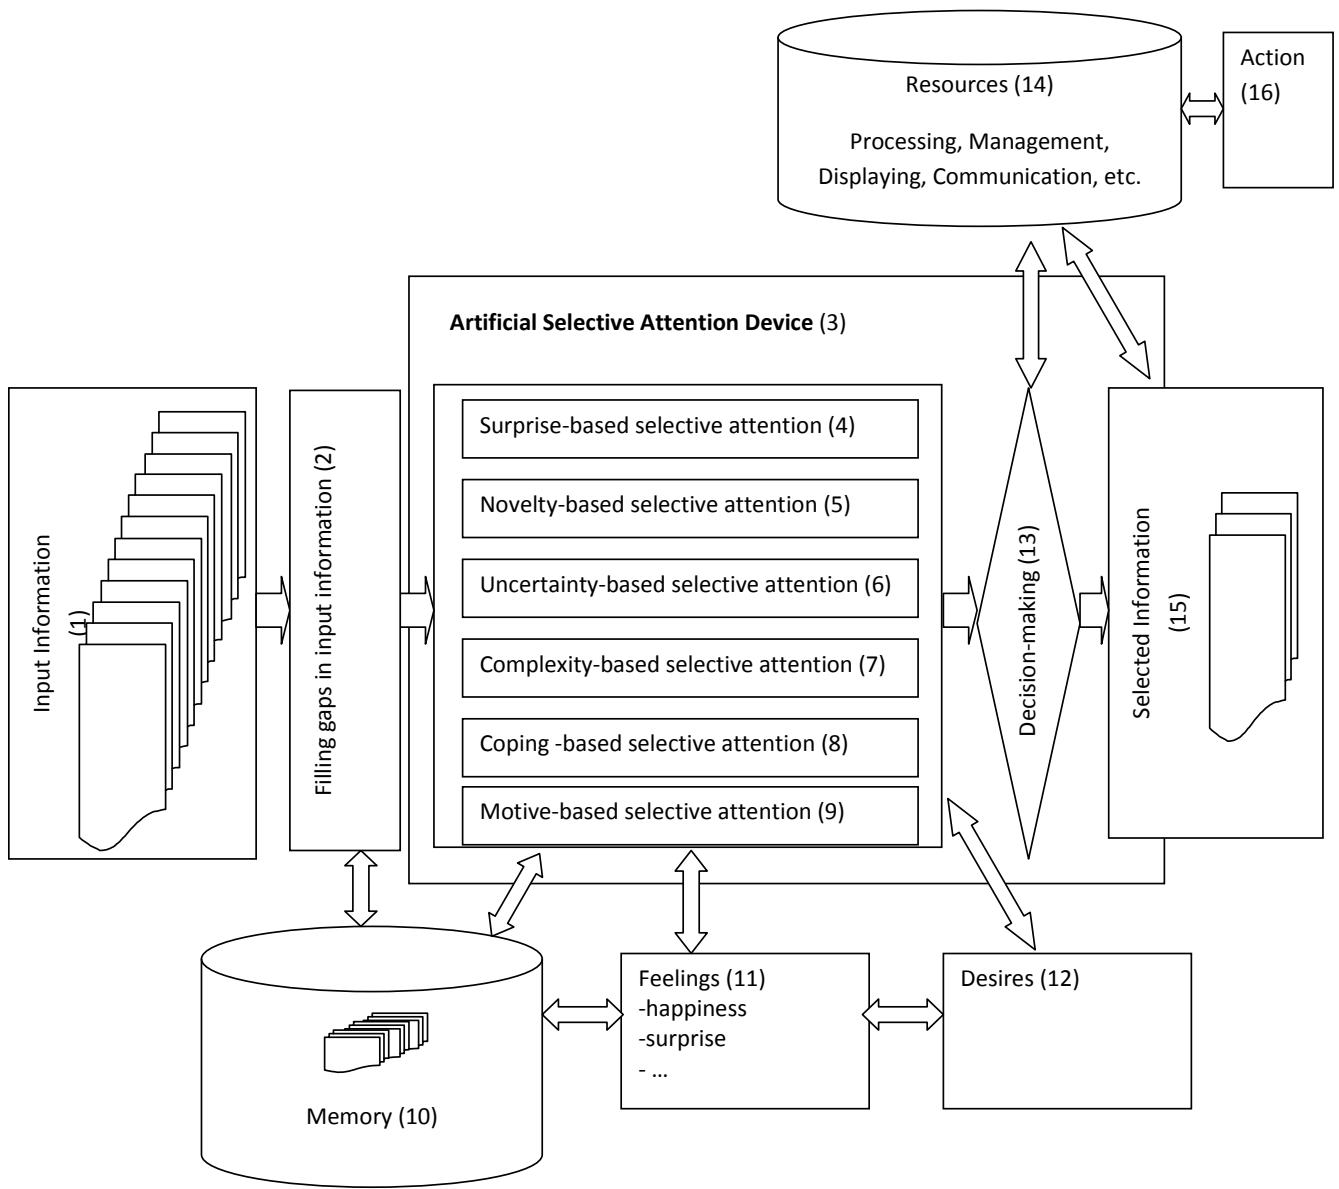 Resources (14)
Processing, Management,
Displaying, Communication, etc.
Action
(16)
Artificial Selective Attention Device (3)
Input Information
(1)
Filling gaps in input information (2)
Surprise-based selective attention (4)
Novelty-based selective attention (5)
Uncertainty-based selective attention (6)
Complexity-based selective attention (7)
Coping -based selective attention (8)
Motive-based selective attention (9)
Decision-making (13)
Selected Information
(15)
Memory (10)
Feelings (11)
-happiness
-surprise
- ...
Desires (12)